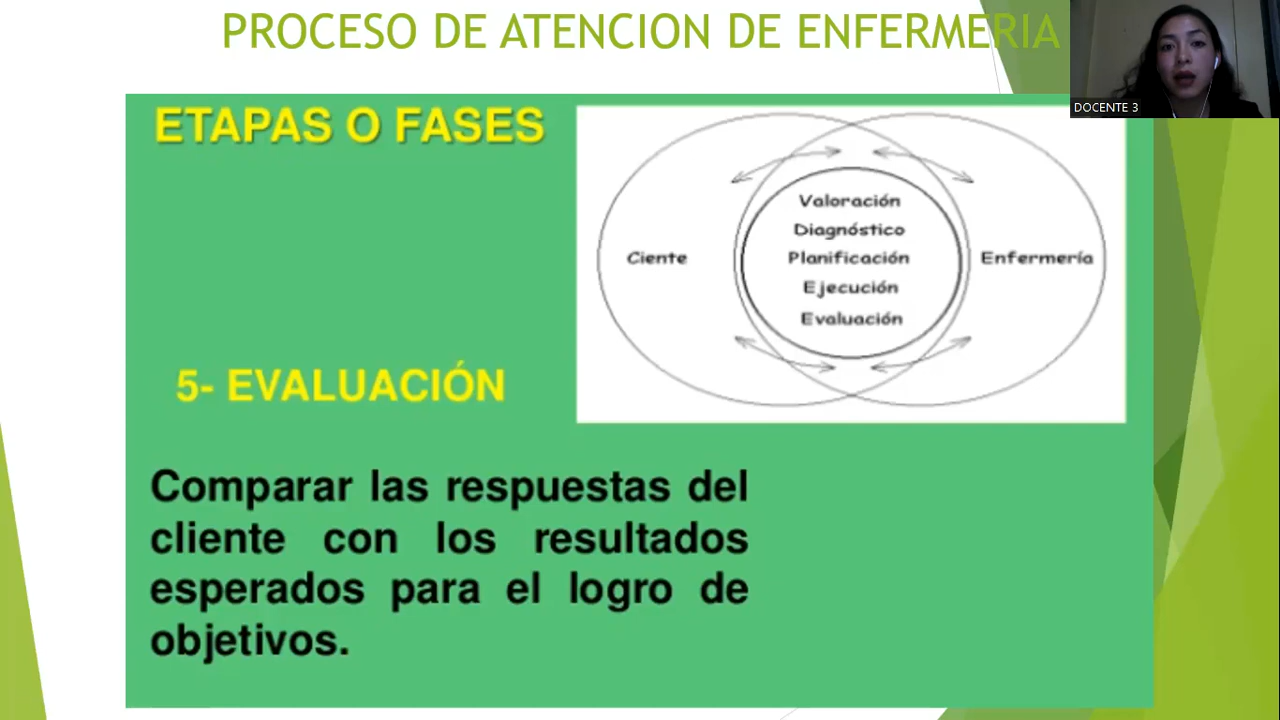 PROCESO DE ATENCION DE ENFERMERIA
DOCENTE 3
ETAPAS O FASES
Valoración
Diagnóstico
Ciente
Planificación
Enfermería
Ejecución
Evaluación
5- EVALUACIÓN
Comparar las respuestas del
cliente con los resultados
esperados para el logro de
objetivos.